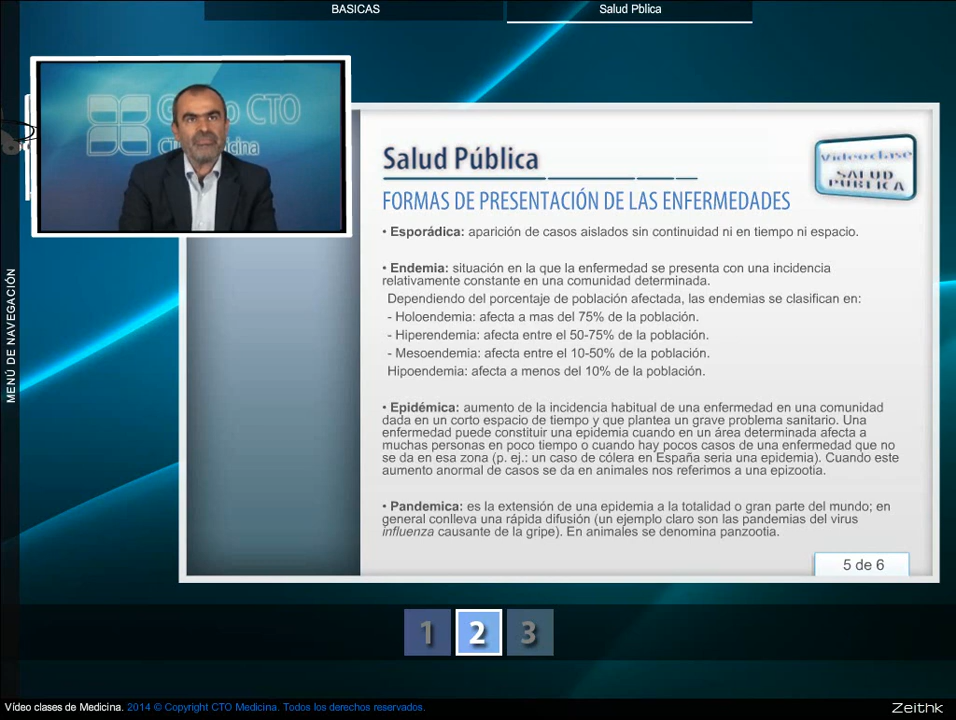 BASICAS
Salud Pblica
Grupo CTO
CTO Medicina
MENÚ DE NAVEGACIÓN
Salud Pública
Videoclase
SALUD
PUBLICA
FORMAS DE PRESENTACIÓN DE LAS ENFERMEDADES
• Esporádica: aparición de casos aislados sin continuidad ni en tiempo ni espacio.
• Endemia: situación en la que la enfermedad se presenta con una incidencia
relativamente constante en una comunidad determinada.
Dependiendo del porcentaje de población afectada, las endemias se clasifican en:
- Holoendemia: afecta a mas del 75% de la población.
- Hiperendemia: afecta entre el 50-75% de la población.
- Mesoendemia: afecta entre el 10-50% de la población.
Hipoendemia: afecta a menos del 10% de la población.
• Epidémica: aumento de la incidencia habitual de una enfermedad en una comunidad
dada en un corto espacio de tiempo y que plantea un grave problema sanitario. Una
enfermedad puede constituir una epidemia cuando en un área determinada afecta a
muchas personas en poco tiempo o cuando hay pocos casos de una enfermedad que no
se da en esa zona (p. ej.: un caso de cólera en España seria una epidemia). Cuando este
aumento anormal de casos se da en animales nos referimos a una epizootia.
• Pandemica: es la extensión de una epidemia a la totalidad o gran parte del mundo; en
general conlleva una rápida difusión (un ejemplo claro son las pandemias del virus
influenza causante de la gripe). En animales se denomina panzootia.
5 de 6
1 2 3
Vídeo clases de Medicina. 2014 © Copyright CTO Medicina. Todos los derechos reservados.
Zeithk